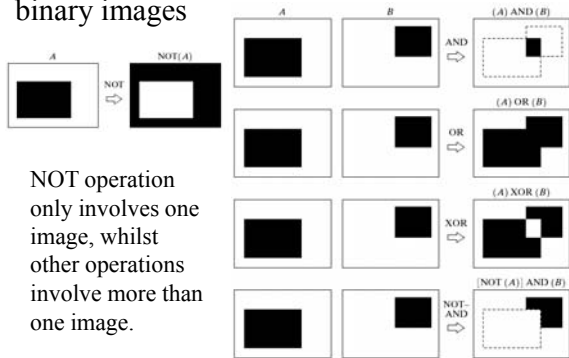 binary images
A
NOT(A)
NOT
NOT operation
only involves one
image, whilst
other operations
involve more than
one image.
A
B
(A) AND (B)
AND
(A) OR (B)
OR
(A) XOR (B)
XOR
[NOT (A)] AND (B)
NOT-
AND